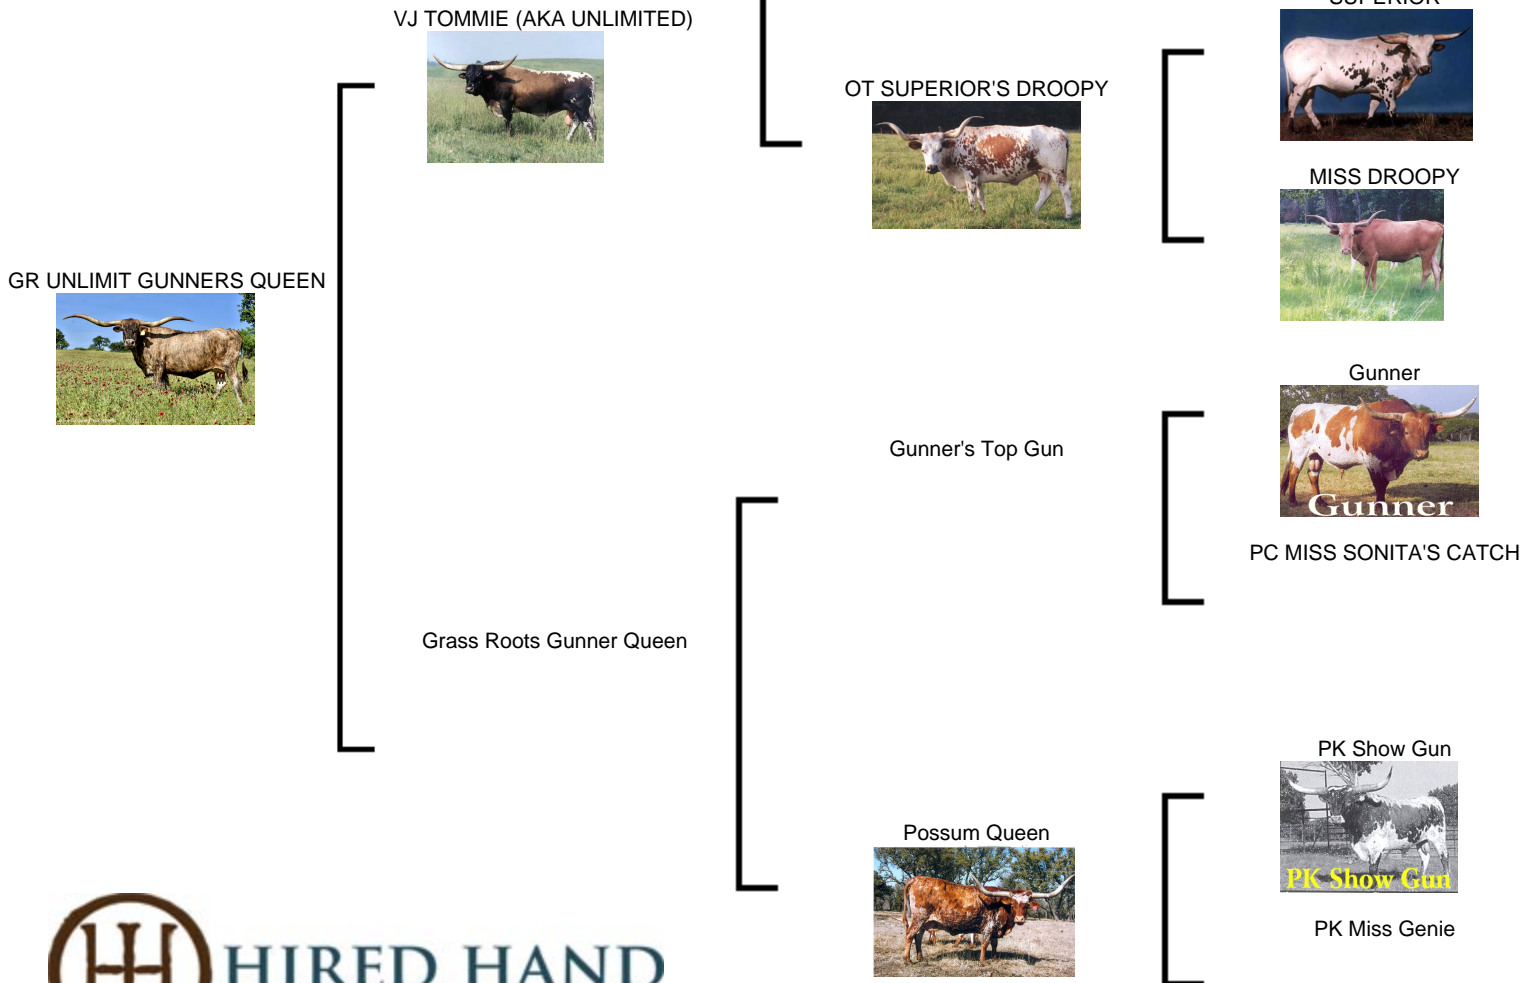 SUPERIOR
VJ TOMMIE (AKA UNLIMITED)
OT SUPERIOR'S DROOPY
MISS DROOPY
GR UNLIMIT GUNNERS QUEEN
Gunner
Gunner
Gunner's Top Gun
PC MISS SONITA'S CATCH
Grass Roots Gunner Queen
PK Show Gun
PK Show Gun
Possum Queen
PK Miss Genie
HIRED HAND